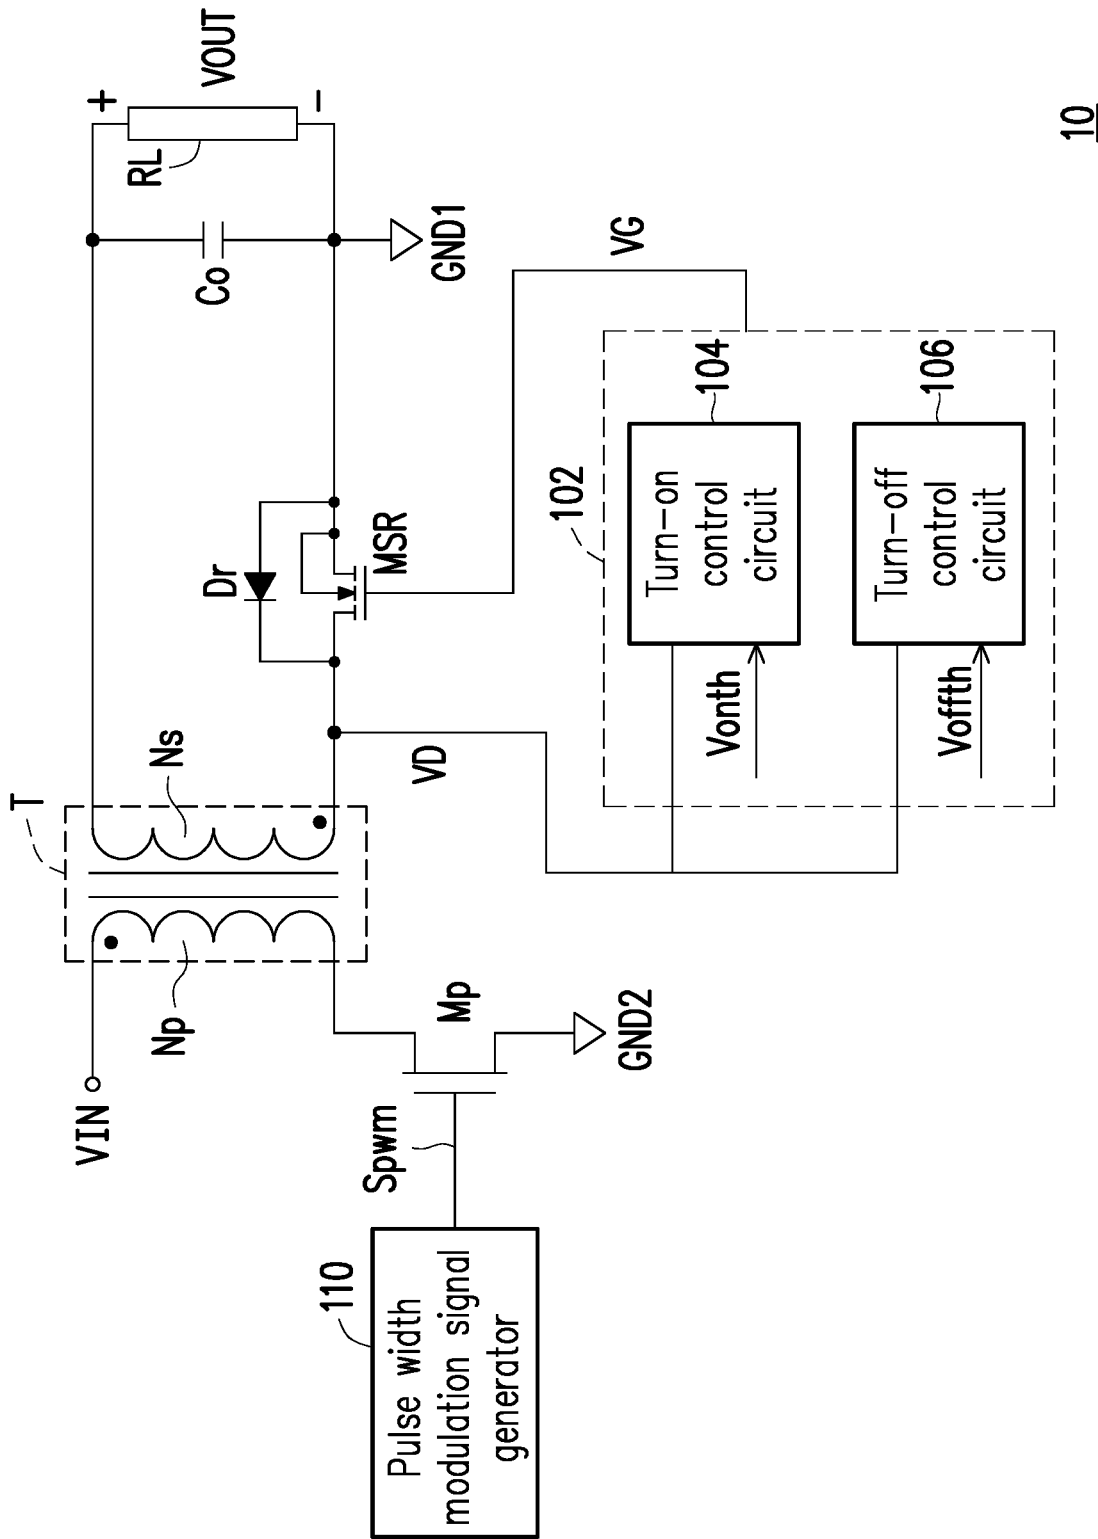 VIN
Np
T
Ns
Dr
MSR
Co
GND1
RL
+
VOUT
−
VD
VG
Mp
GND2
Spwm
110
Pulse width
modulation signal
generator
102
Turn-on
control
circuit
104
Vonth
Turn-off
control
circuit
106
Voffth
10